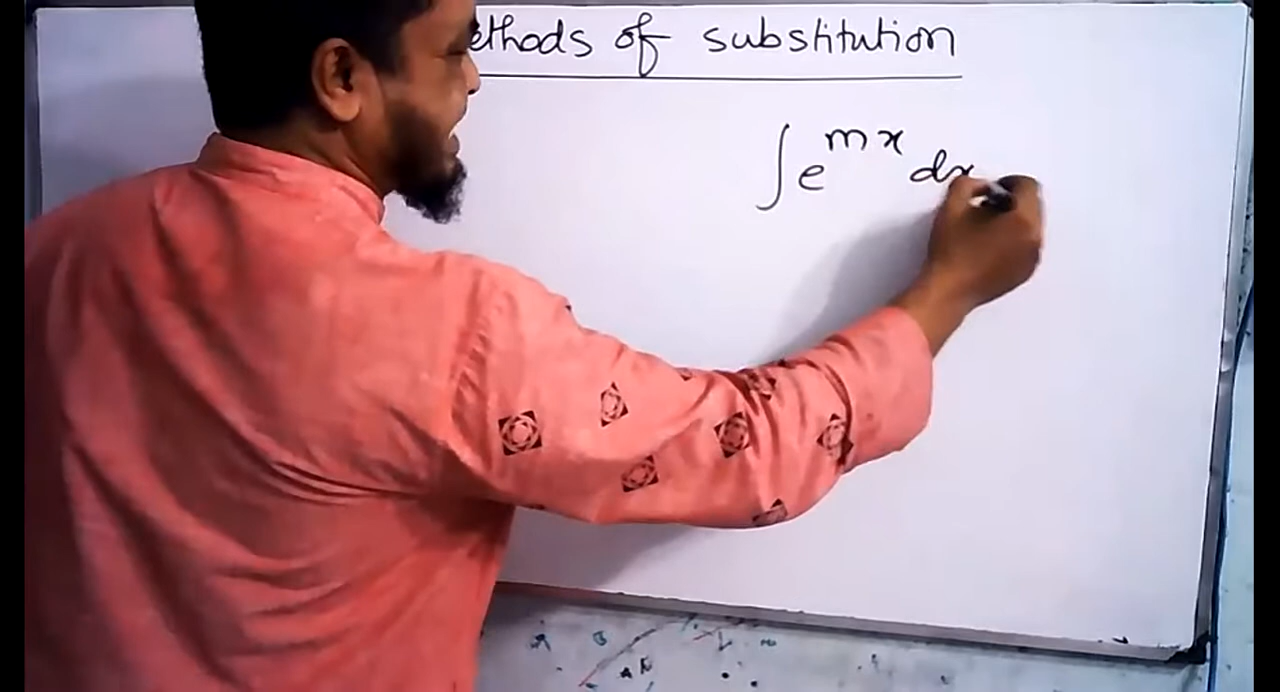 ethods of substitution
∫e^{mx} dx